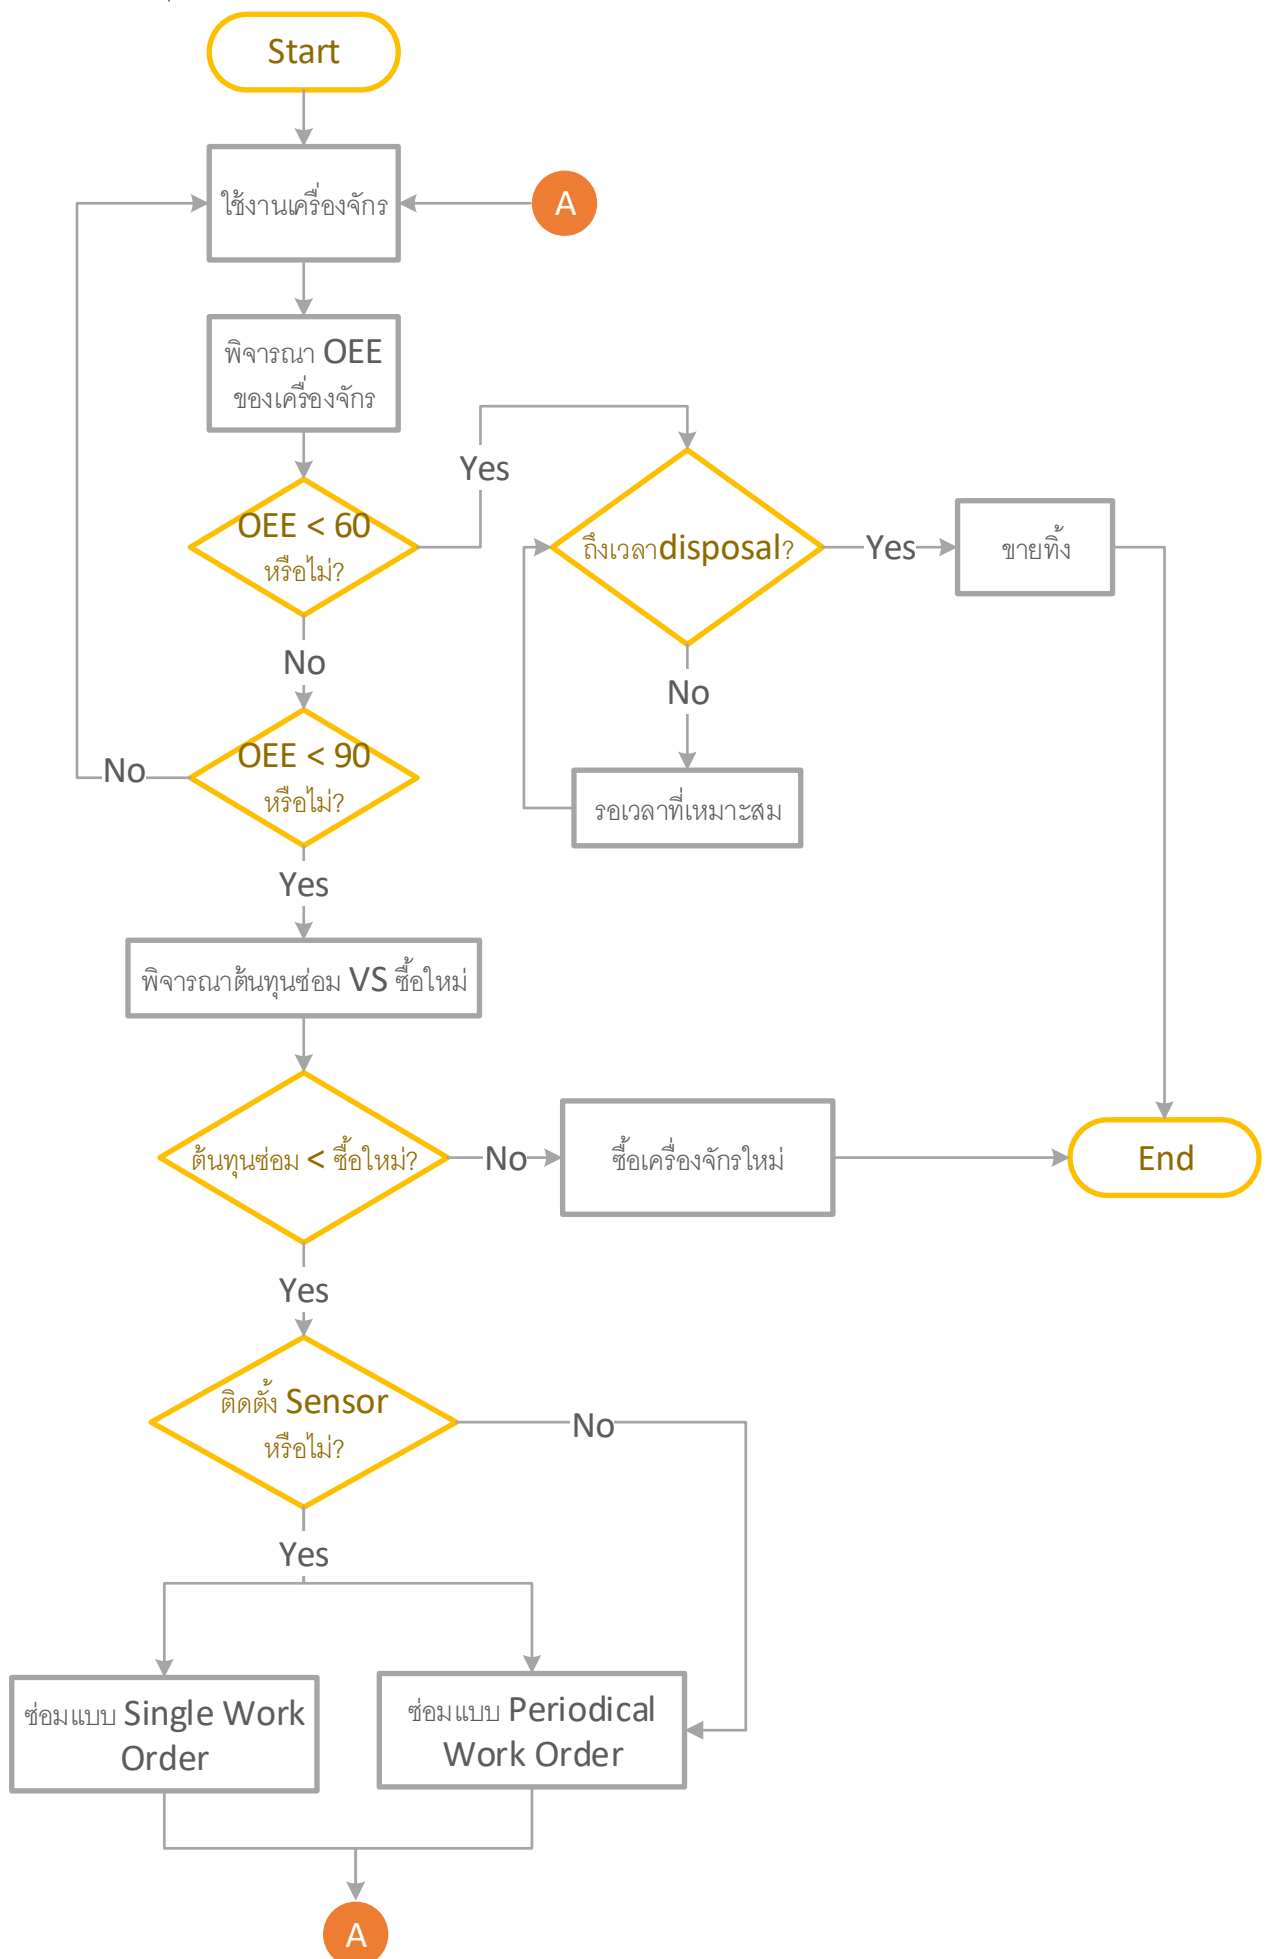 Start
ใช้งานเครื่องจักร
A
พิจารณา OEE
ของเครื่องจักร
Yes
OEE < 60
หรือไม่?
ถึงเวลาdisposal?
Yes
ขายทิ้ง
No
No
OEE < 90
หรือไม่?
No
รอเวลาที่เหมาะสม
Yes
พิจารณาต้นทุนซ่อม VS ซื้อใหม่
ต้นทุนซ่อม < ซื้อใหม่?
No
ซื้อเครื่องจักรใหม่
End
Yes
ติดตั้ง Sensor
หรือไม่?
No
Yes
ซ่อมแบบ Single Work
Order
ซ่อมแบบ Periodical
Work Order
A